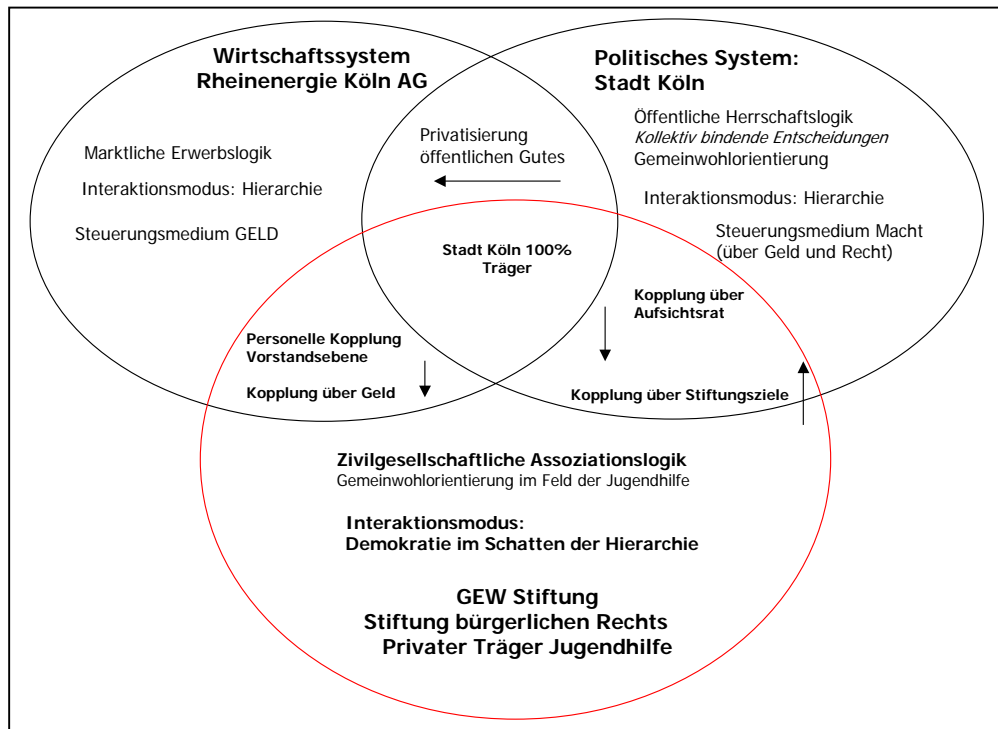 Wirtschaftssystem
Rheinenergie Köln AG
Marktliche Erwerbslogik
Interaktionsmodus: Hierarchie
Steuerungsmedium GELD
Privatisierung
öffentlichen Gutes
Politisches System:
Stadt Köln
Öffentliche Herrschaftslogik
Kollektiv bindende Entscheidungen
Gemeinwohlorientierung
Interaktionsmodus: Hierarchie
Steuerungsmedium Macht
(über Geld und Recht)
Stadt Köln 100%
Träger
Kopplung über
Aufsichtsrat
Personelle Kopplung
Vorstandsebene
Kopplung über Geld
Kopplung über Stiftungsziele
Zivilgesellschaftliche Assoziationslogik
Gemeinwohlorientierung im Feld der Jugendhilfe
Interaktionsmodus:
Demokratie im Schatten der Hierarchie
GEW Stiftung
Stiftung bürgerlichen Rechts
Privater Träger Jugendhilfe